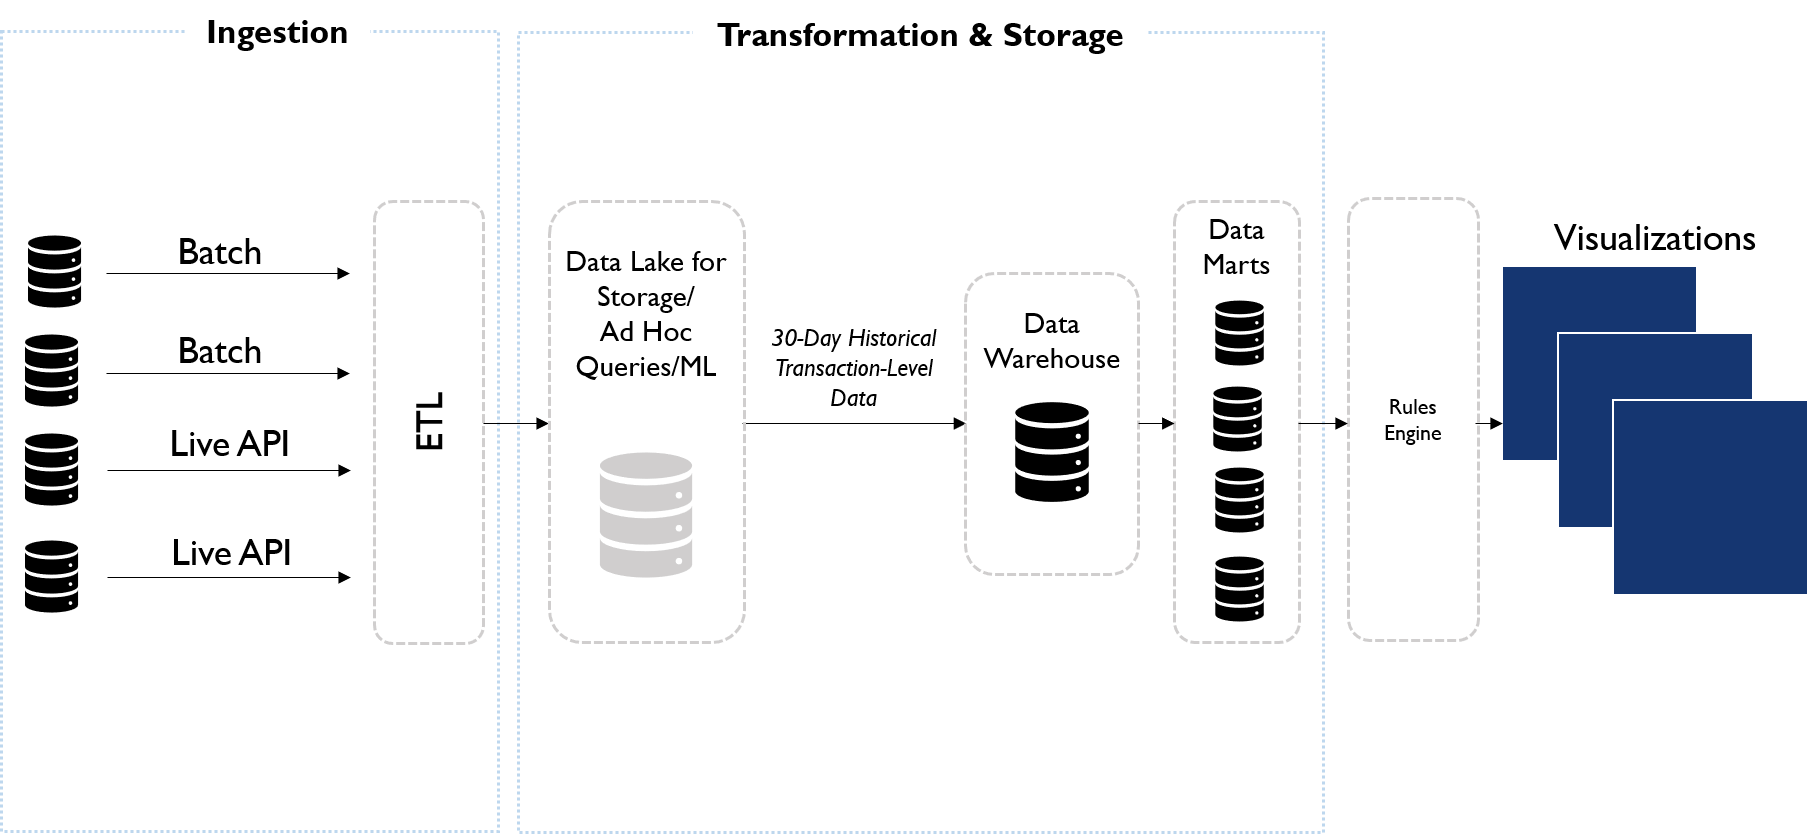 Ingestion
Transformation & Storage
Batch
Batch
Live API
Live API
ETL
Data Lake for
Storage/
Ad Hoc
Queries/ML
30-Day Historical
Transaction-Level
Data
Data
Warehouse
Data
Marts
Rules
Engine
Visualizations